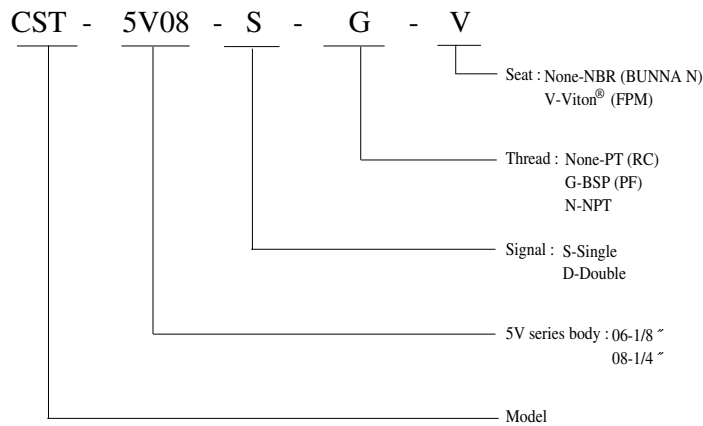 CST - 5V08 - S - G - V
Seat : None-NBR (BUNNA N)
V-Viton® (FPM)
Thread : None-PT (RC)
G-BSP (PF)
N-NPT
Signal : S-Single
D-Double
5V series body : 06-1/8 ˝
08-1/4 ˝
Model